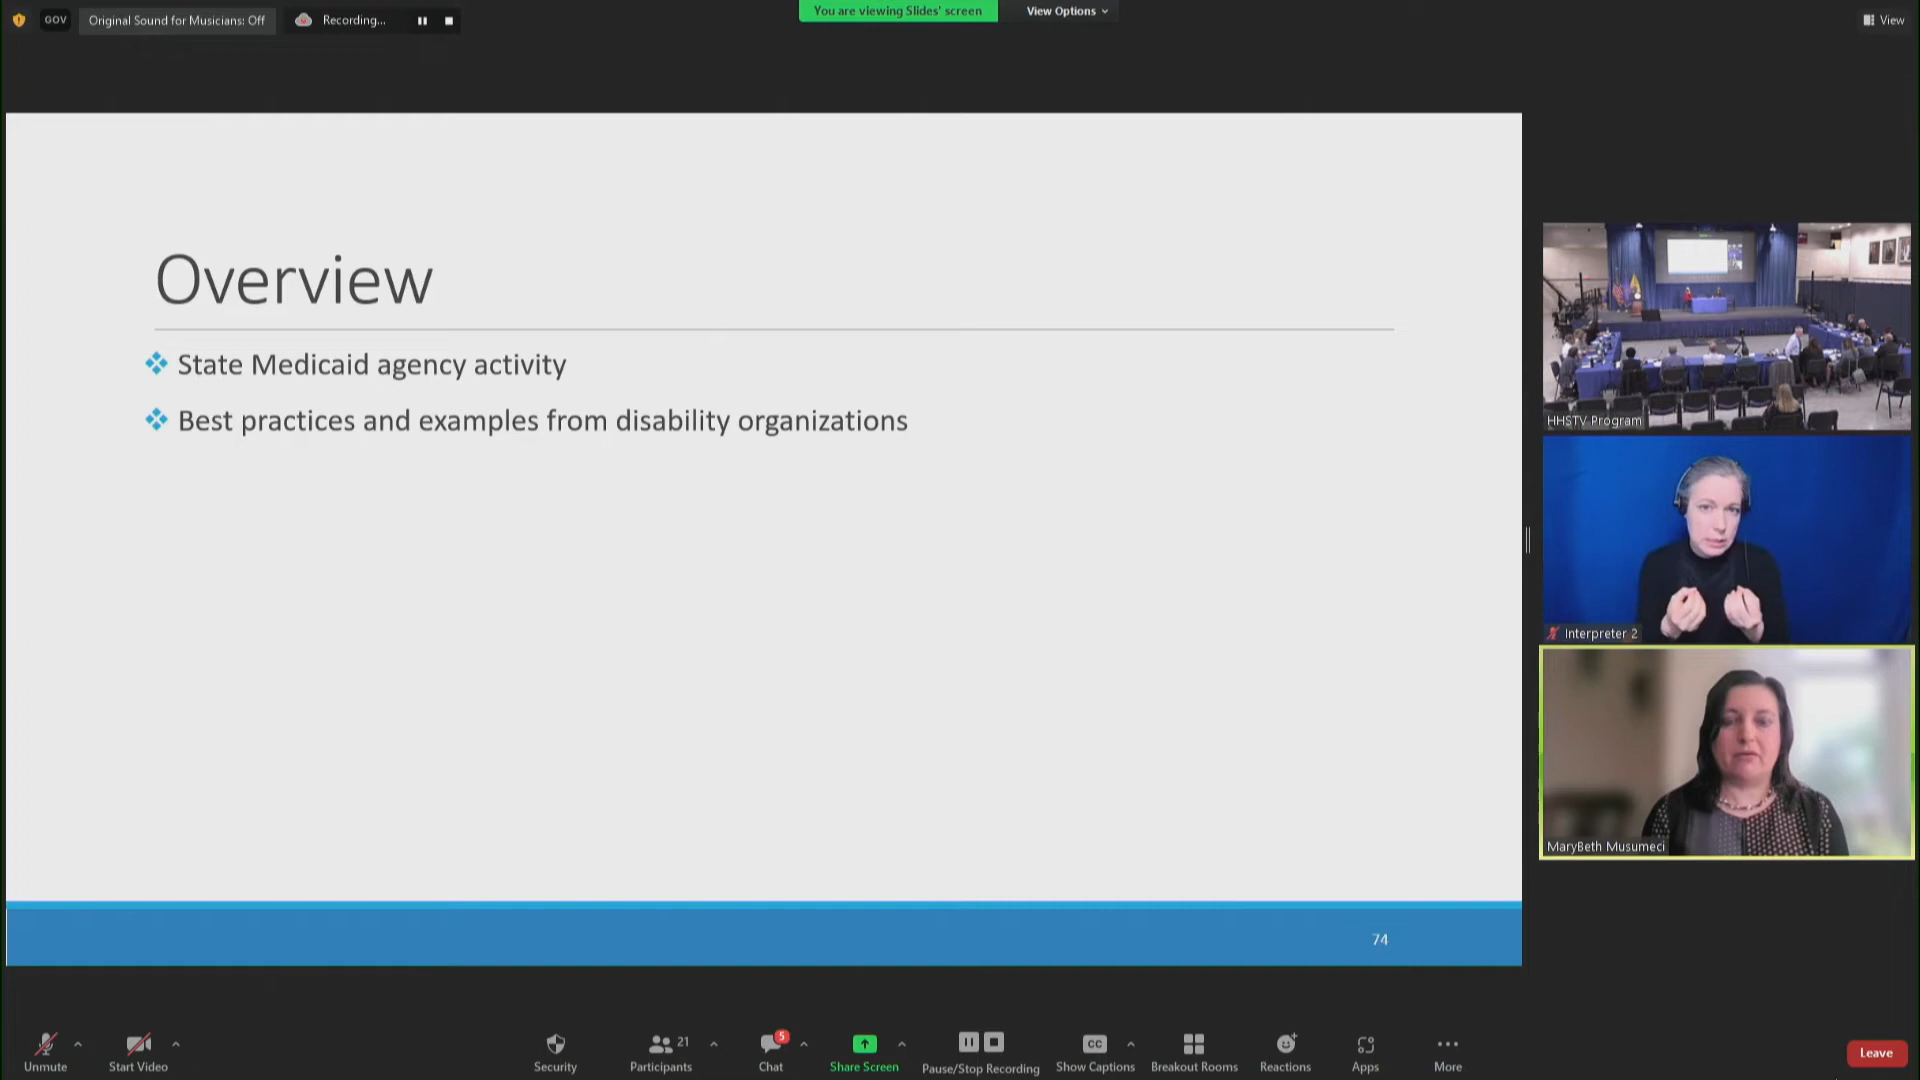 GOV
Original Sound for Musicians: Off
Recording...
You are viewing Slides' screen
View Options
View
Overview
State Medicaid agency activity
Best practices and examples from disability organizations
74
HHSTV Program
Interpreter 2
MaryBeth Musumeci
Unmute
Start Video
Security
21
Participants
5
Chat
Share Screen
Pause/Stop Recording
CC
Show Captions
Breakout Rooms
Reactions
Apps
More
Leave